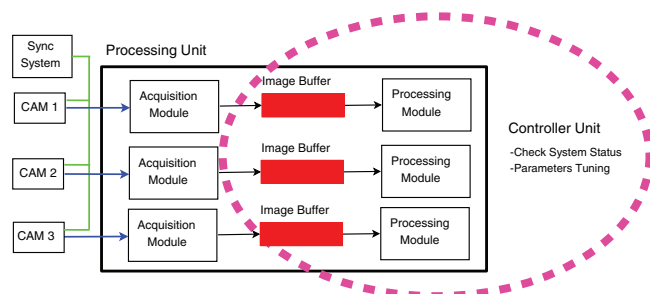 Sync
System
Processing Unit
CAM 1
Acquisition
Module
Image Buffer
Processing
Module
Controller Unit
-Check System Status
-Parameters Tuning
CAM 2
Acquisition
Module
Image Buffer
Processing
Module
CAM 3
Acquisition
Module
Image Buffer
Processing
Module